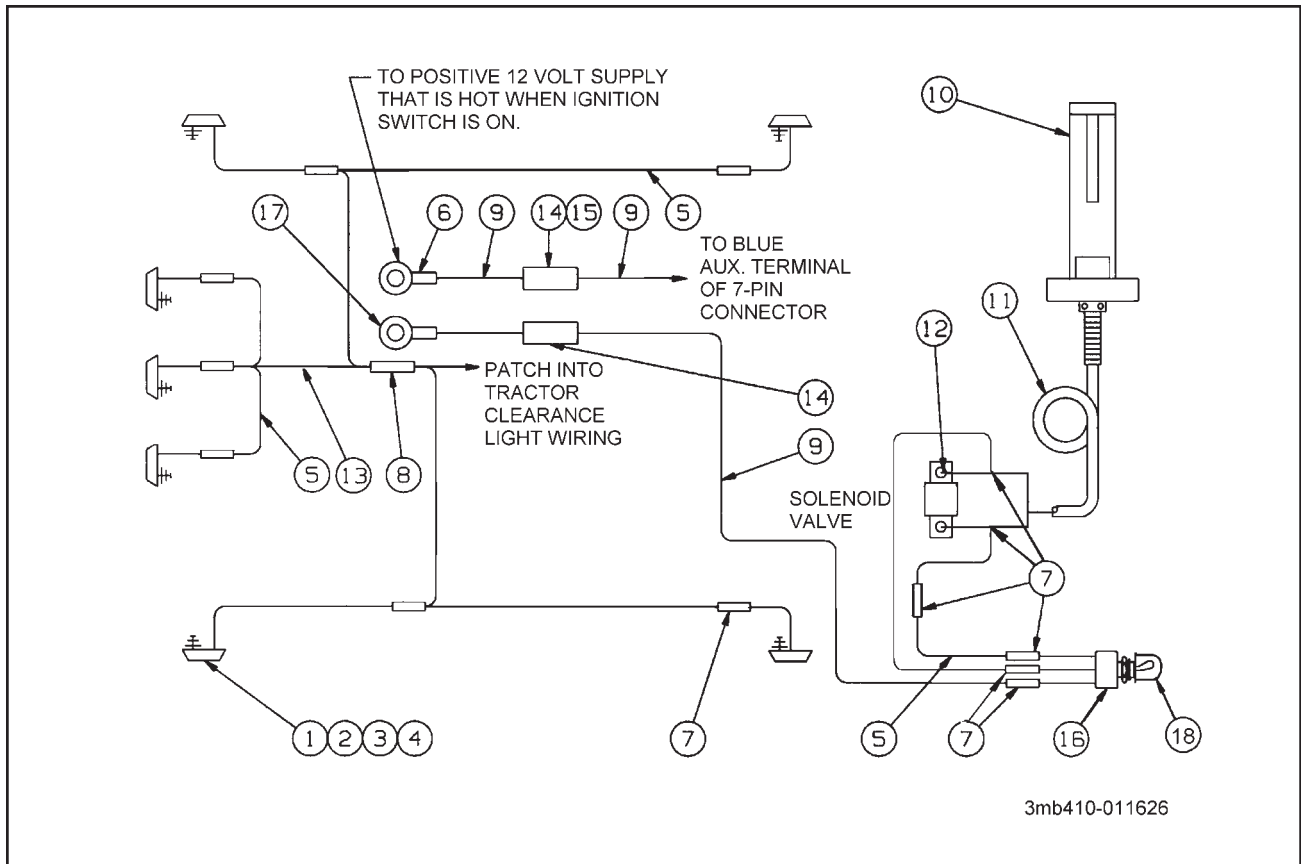 TO POSITIVE 12 VOLT SUPPLY
THAT IS HOT WHEN IGNITION
SWITCH IS ON.
10
17
6
9
14
15
9
5
TO BLUE
AUX. TERMINAL
OF 7-PIN
CONNECTOR
11
12
PATCH INTO
TRACTOR
CLEARANCE
LIGHT WIRING
14
5
13
8
9
SOLENOID
VALVE
7
1
2
3
4
7
5
7
16
18
3mb410-011626